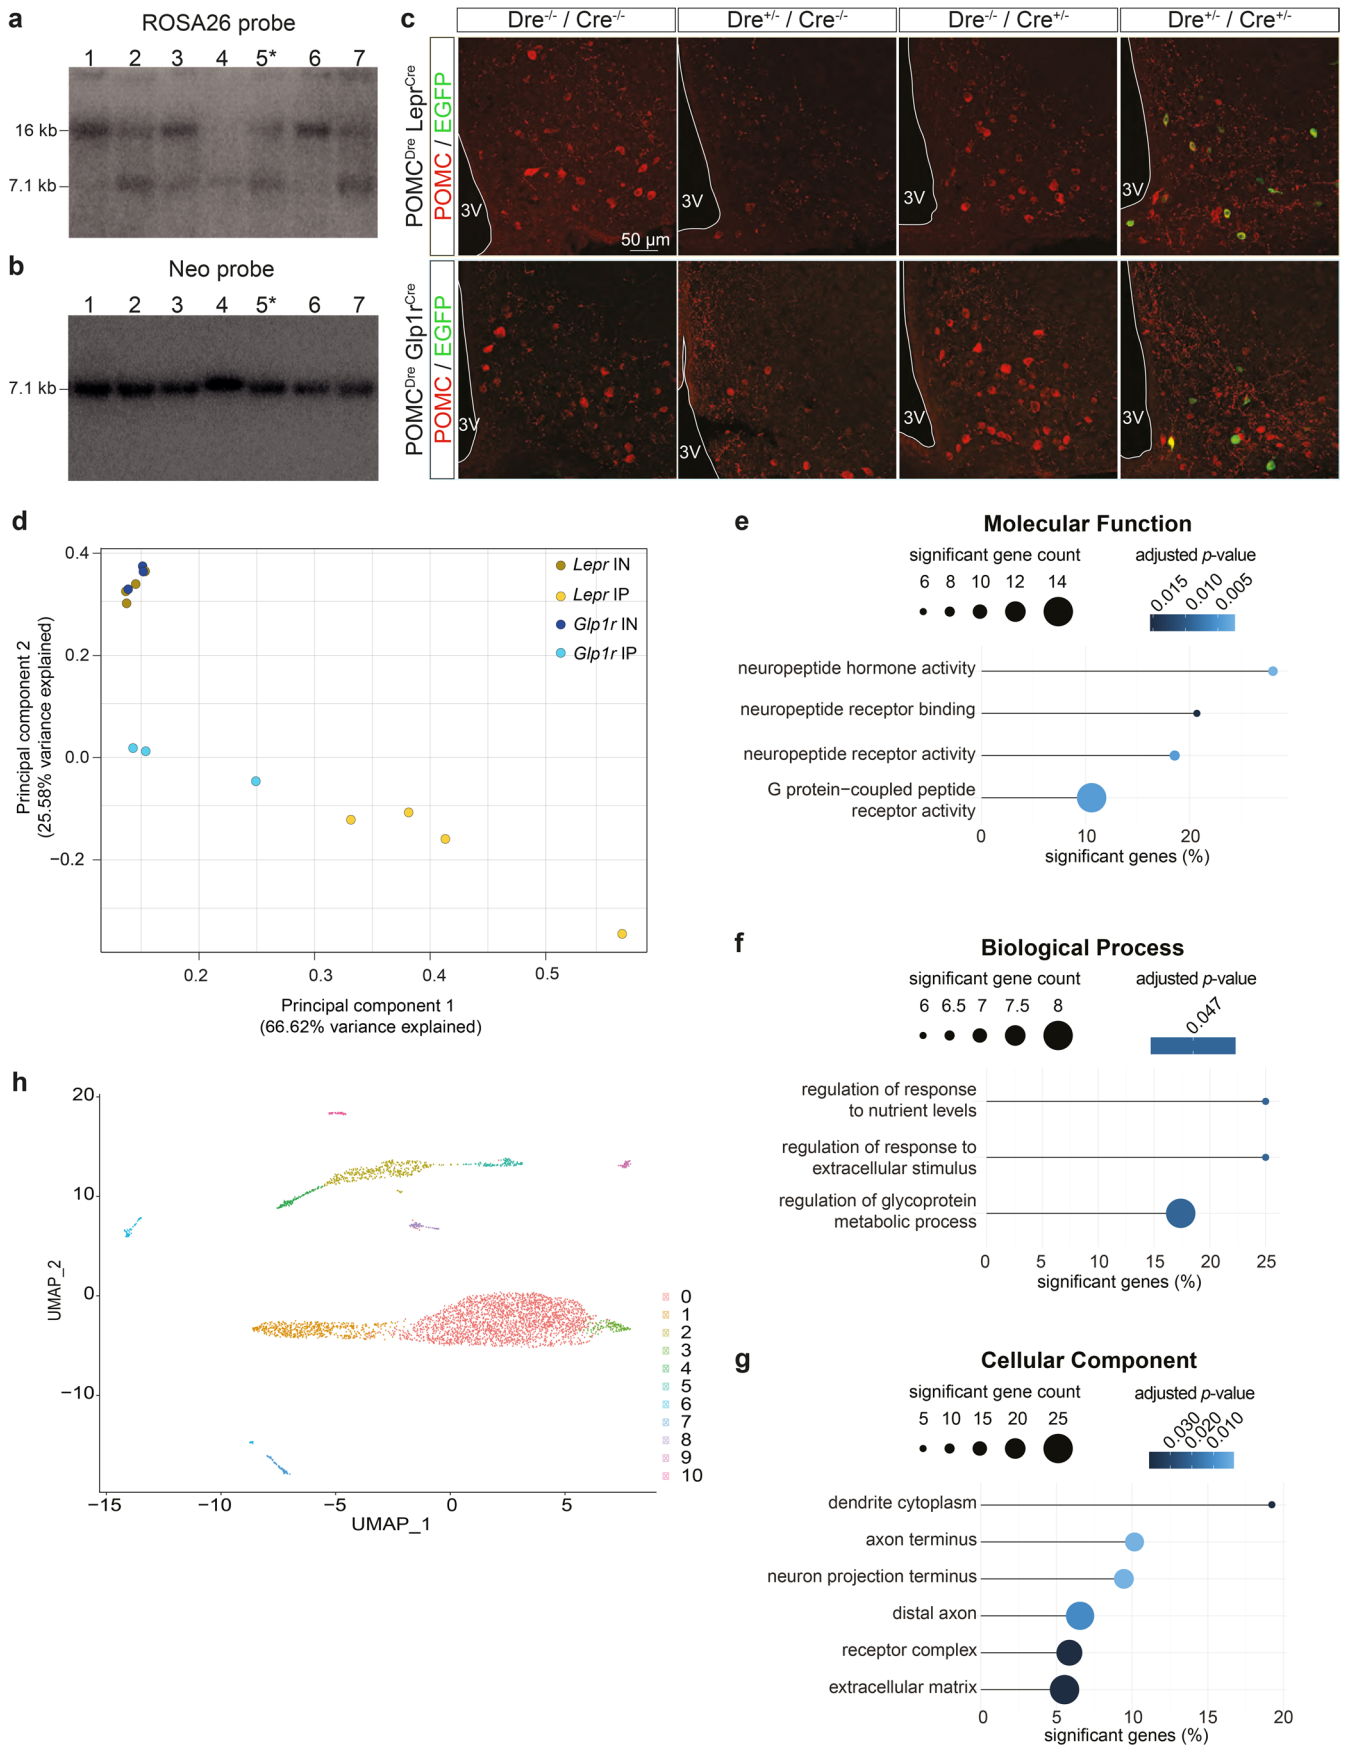 a
ROSA26 probe
1 2 3 4 5* 6 7
16 kb
7.1 kb
b
Neo probe
1 2 3 4 5* 6 7
7.1 kb
c
Dre-/- / Cre-/-
Dre+/- / Cre-/-
Dre-/- / Cre+/-
Dre+/- / Cre+/-
POMCDre LeprCre
POMC / EGFP
3V
50 µm
3V
3V
3V
POMCDre Glp1rCre
POMC / EGFP
3V
3V
3V
3V
d
Principal component 2
(25.58% variance explained)
0.4
0.2
0.0
−0.2
Lepr IN
Lepr IP
Glp1r IN
Glp1r IP
0.2 0.3 0.4 0.5
Principal component 1
(66.62% variance explained)
e
Molecular Function
significant gene count
6 8 10 12 14
adjusted p-value
0.015 0.010 0.005
neuropeptide hormone activity
neuropeptide receptor binding
neuropeptide receptor activity
G protein−coupled peptide
receptor activity
0 10 20
significant genes (%)
f
Biological Process
significant gene count
6 6.5 7 7.5 8
adjusted p-value
0.047
regulation of response
to nutrient levels
regulation of response to
extracellular stimulus
regulation of glycoprotein
metabolic process
0 5 10 15 20 25
significant genes (%)
g
Cellular Component
significant gene count
5 10 15 20 25
adjusted p-value
0.030 0.020 0.010
dendrite cytoplasm
axon terminus
neuron projection terminus
distal axon
receptor complex
extracellular matrix
0 5 10 15 20
significant genes (%)
h
UMAP_2
20
10
0
−10
0
1
2
3
4
5
6
7
8
9
10
−15 −10 −5 0 5
UMAP_1